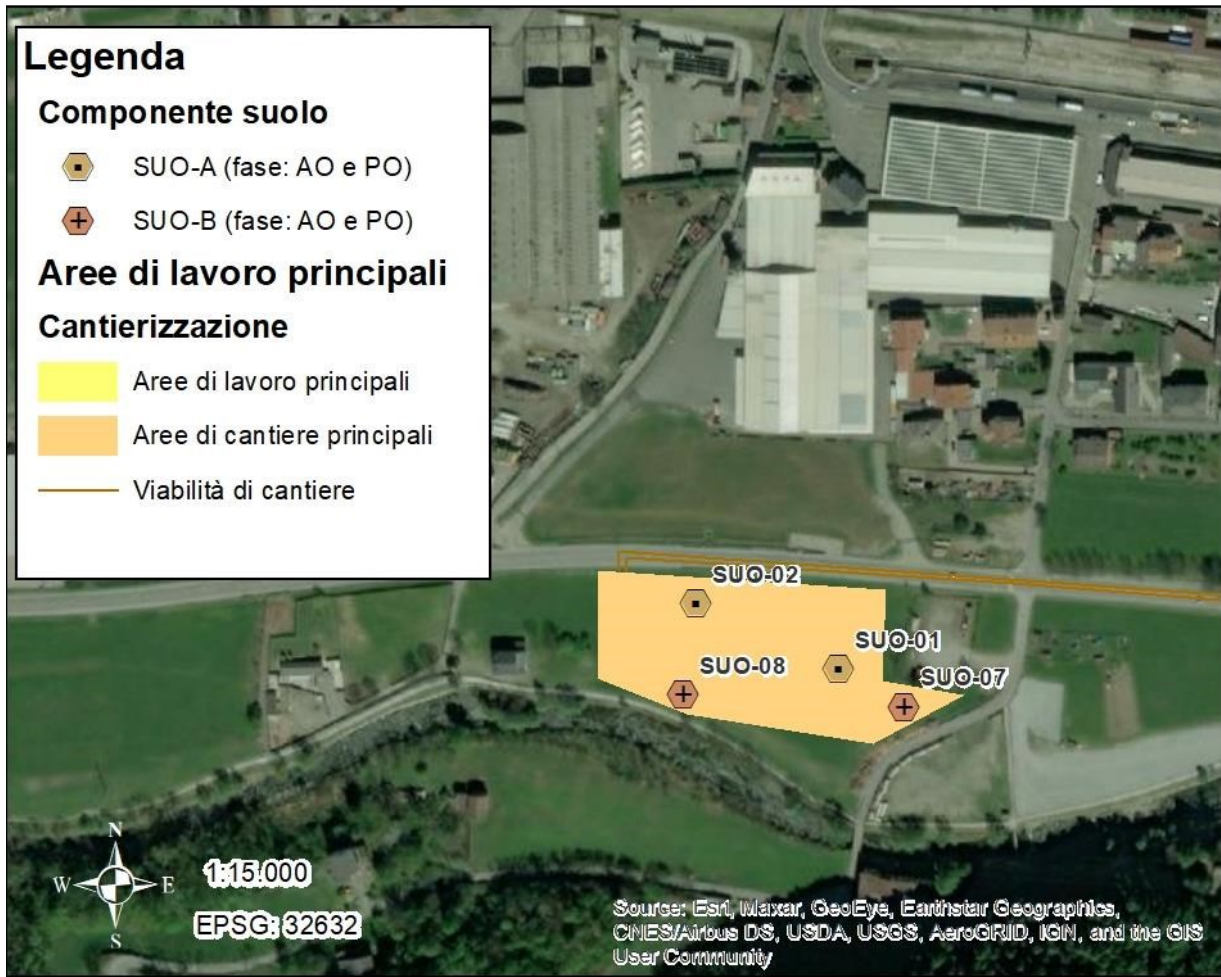 Legenda
Componente suolo
SUO-A (fase: AO e PO)
SUO-B (fase: AO e PO)
Aree di lavoro principali
Cantierizzazione
Aree di lavoro principali
Aree di cantiere principali
Viabilità di cantiere
SUO-02
SUO-01
SUO-08
SUO-07
N
W E
S
1:15.000
EPSG: 32632
Source: Esri, Maxar, GeoEye, Earthstar Geographics,
CNES/Airbus DS, USDA, USGS, AeroGRID, IGN, and the GIS
User Community